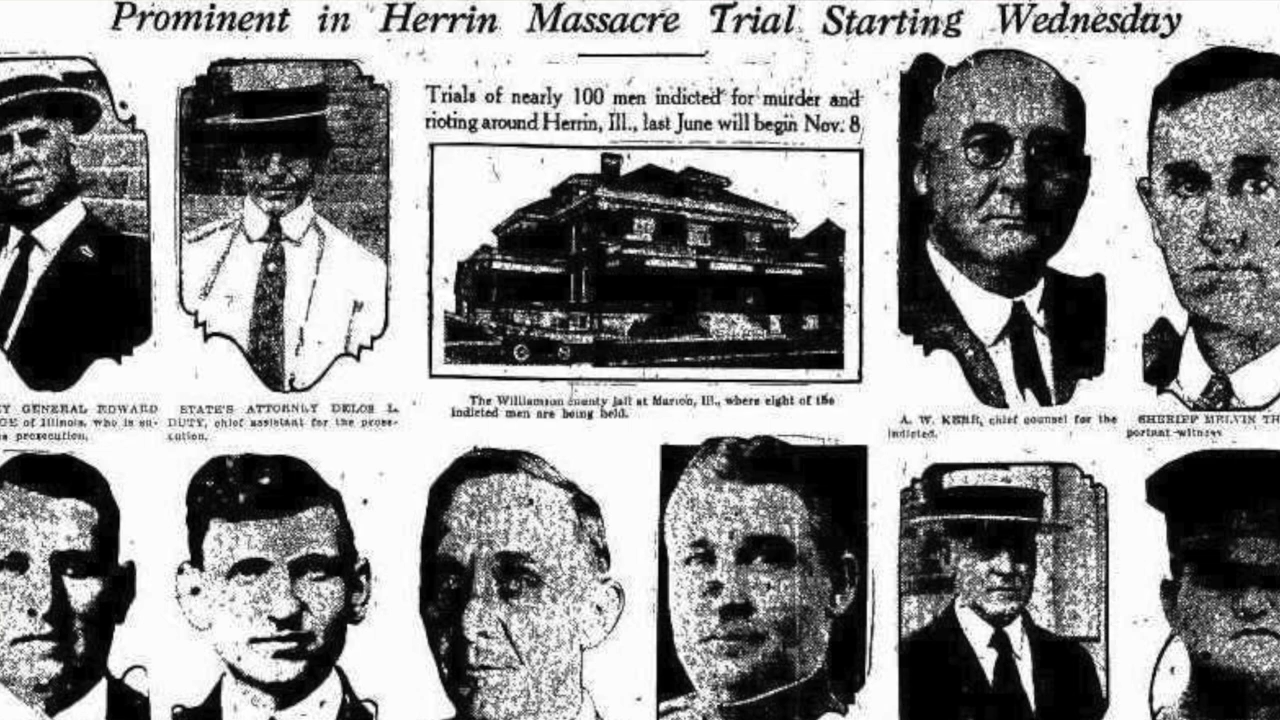 Prominent in Herrin Massacre Trial Starting Wednesday
Trials of nearly 100 men indicted for murder and
rioting around Herrin, Ill., last June will begin Nov. 8
The Williamson county jail at Marion, Ill., where eight of the
indicted men are being held.
EY GENERAL EDWARD
GE of Illinois, who is
prosecution.
STATE'S ATTORNEY DELOS L.
DUTY, chief assistant for the prose-
cution.
A. W. KERR, chief counsel for the
indicted.
SHERIFF MELVIN TH
portant witness